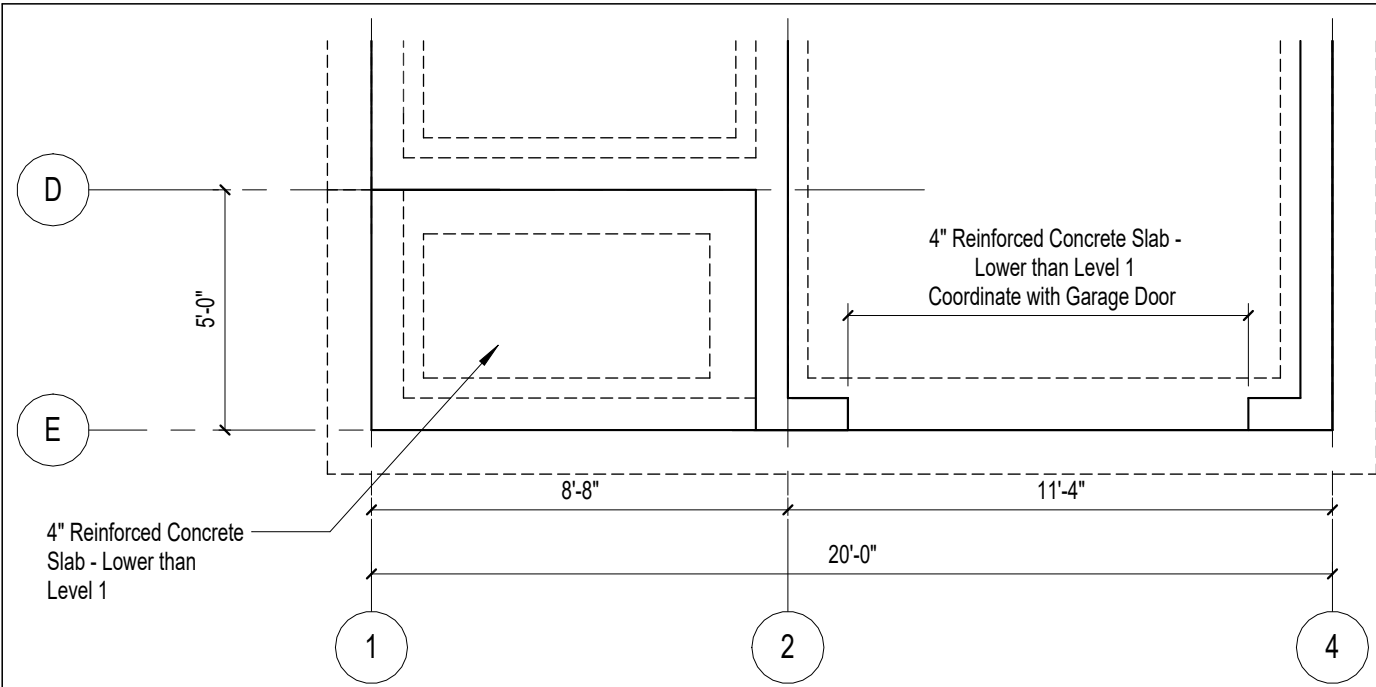 D
4" Reinforced Concrete Slab -
Lower than Level 1
Coordinate with Garage Door
5'-0"
E
8'-8"
11'-4"
4" Reinforced Concrete
Slab - Lower than
Level 1
20'-0"
1
2
4